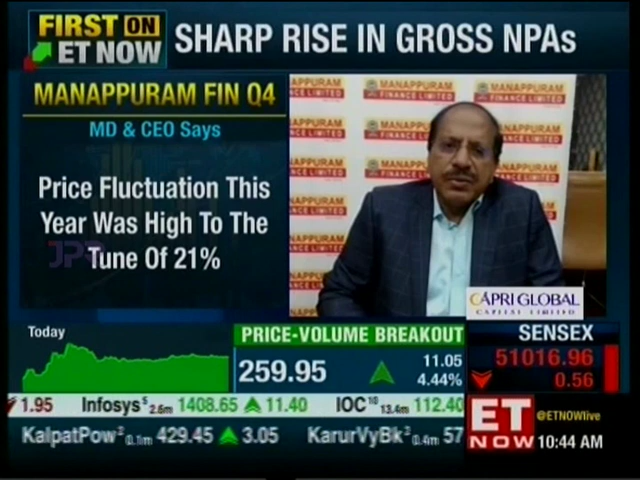 FIRST ON
ET NOW
SHARP RISE IN GROSS NPAs
MANAPPURAM FIN Q4
MD & CEO Says
Price Fluctuation This
Year Was High To The
Tune Of 21%
MANAPPURAM
FINANCE LIMITED
CAPRI GLOBAL
CAPITAL LIMITED
Today
PRICE-VOLUME BREAKOUT
259.95
11.05
4.44%
SENSEX
51016.96
0.56
1.95 Infosys 5 2.6m 1408.65 11.40 IOC 10 13.4m 112.40
KalpatPow 2 0.1m 429.45 3.05 KarurVyBk 2 0.4m 57
ET
NOW
@ETNOWlive
10:44 AM